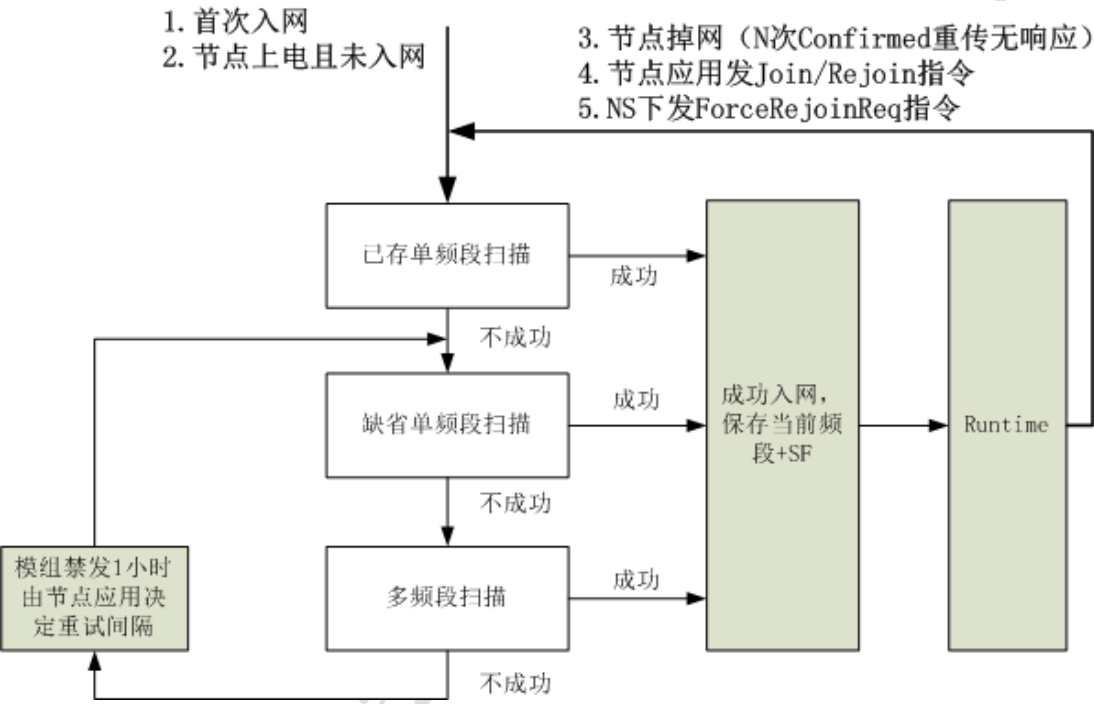 1. 首次入网
2. 节点上电且未入网
3. 节点掉网（N次Confirmed重传无响应）
4. 节点应用发Join/Rejoin指令
5. NS下发ForceRejoinReq指令
已存单频段扫描
成功
不成功
缺省单频段扫描
成功
不成功
多频段扫描
成功
不成功
成功入网，
保存当前频
段+SF
Runtime
模组禁发1小时
由节点应用决
定重试间隔